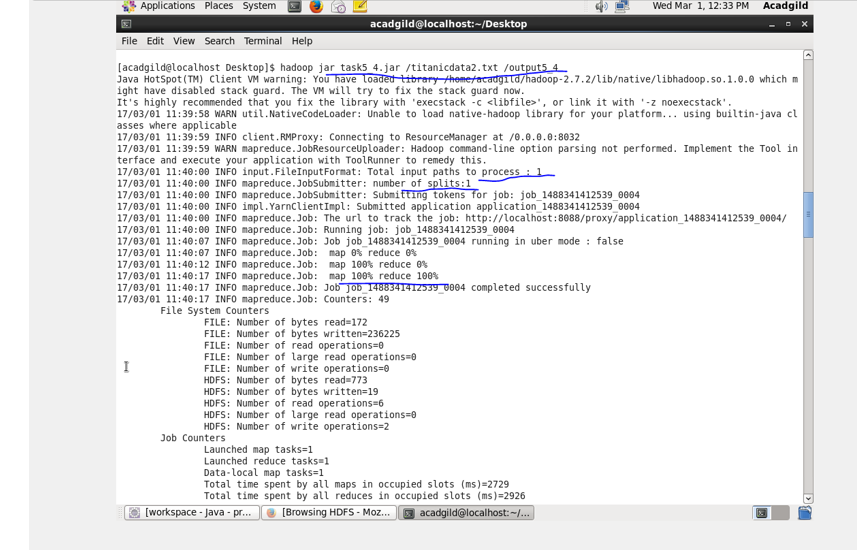 Applications Places System
Wed Mar 1, 12:33 PM Acadgild
acadgild@localhost:~/Desktop
File Edit View Search Terminal Help
[acadgild@localhost Desktop]$ hadoop jar task5_4.jar /titanicdata2.txt /output5_4
Java HotSpot(TM) Client VM warning: You have loaded library /home/acadgild/hadoop-2.7.2/lib/native/libhadoop.so.1.0.0 which m
ight have disabled stack guard. The VM will try to fix the stack guard now.
It's highly recommended that you fix the library with 'execstack -c <libfile>', or link it with '-z noexecstack'.
17/03/01 11:39:58 WARN util.NativeCodeLoader: Unable to load native-hadoop library for your platform... using builtin-java cl
asses where applicable
17/03/01 11:39:59 INFO client.RMProxy: Connecting to ResourceManager at /0.0.0.0:8032
17/03/01 11:39:59 WARN mapreduce.JobResourceUploader: Hadoop command-line option parsing not performed. Implement the Tool in
terface and execute your application with ToolRunner to remedy this.
17/03/01 11:40:00 INFO input.FileInputFormat: Total input paths to process : 1
17/03/01 11:40:00 INFO mapreduce.JobSubmitter: number of splits:1
17/03/01 11:40:00 INFO mapreduce.JobSubmitter: Submitting tokens for job: job_1488341412539_0004
17/03/01 11:40:00 INFO impl.YarnClientImpl: Submitted application application_1488341412539_0004
17/03/01 11:40:00 INFO mapreduce.Job: The url to track the job: http://localhost:8088/proxy/application_1488341412539_0004/
17/03/01 11:40:00 INFO mapreduce.Job: Running job: job_1488341412539_0004
17/03/01 11:40:07 INFO mapreduce.Job: Job job_1488341412539_0004 running in uber mode : false
17/03/01 11:40:07 INFO mapreduce.Job: map 0% reduce 0%
17/03/01 11:40:12 INFO mapreduce.Job: map 100% reduce 0%
17/03/01 11:40:17 INFO mapreduce.Job: map 100% reduce 100%
17/03/01 11:40:17 INFO mapreduce.Job: Job job_1488341412539_0004 completed successfully
17/03/01 11:40:17 INFO mapreduce.Job: Counters: 49
File System Counters
FILE: Number of bytes read=172
FILE: Number of bytes written=236225
FILE: Number of read operations=0
FILE: Number of large read operations=0
FILE: Number of write operations=0
HDFS: Number of bytes read=773
HDFS: Number of bytes written=19
HDFS: Number of read operations=6
HDFS: Number of large read operations=0
HDFS: Number of write operations=2
Job Counters
Launched map tasks=1
Launched reduce tasks=1
Data-local map tasks=1
Total time spent by all maps in occupied slots (ms)=2729
Total time spent by all reduces in occupied slots (ms)=2926
[workspace - Java - pr... [Browsing HDFS - Moz... acadgild@localhost:~/...